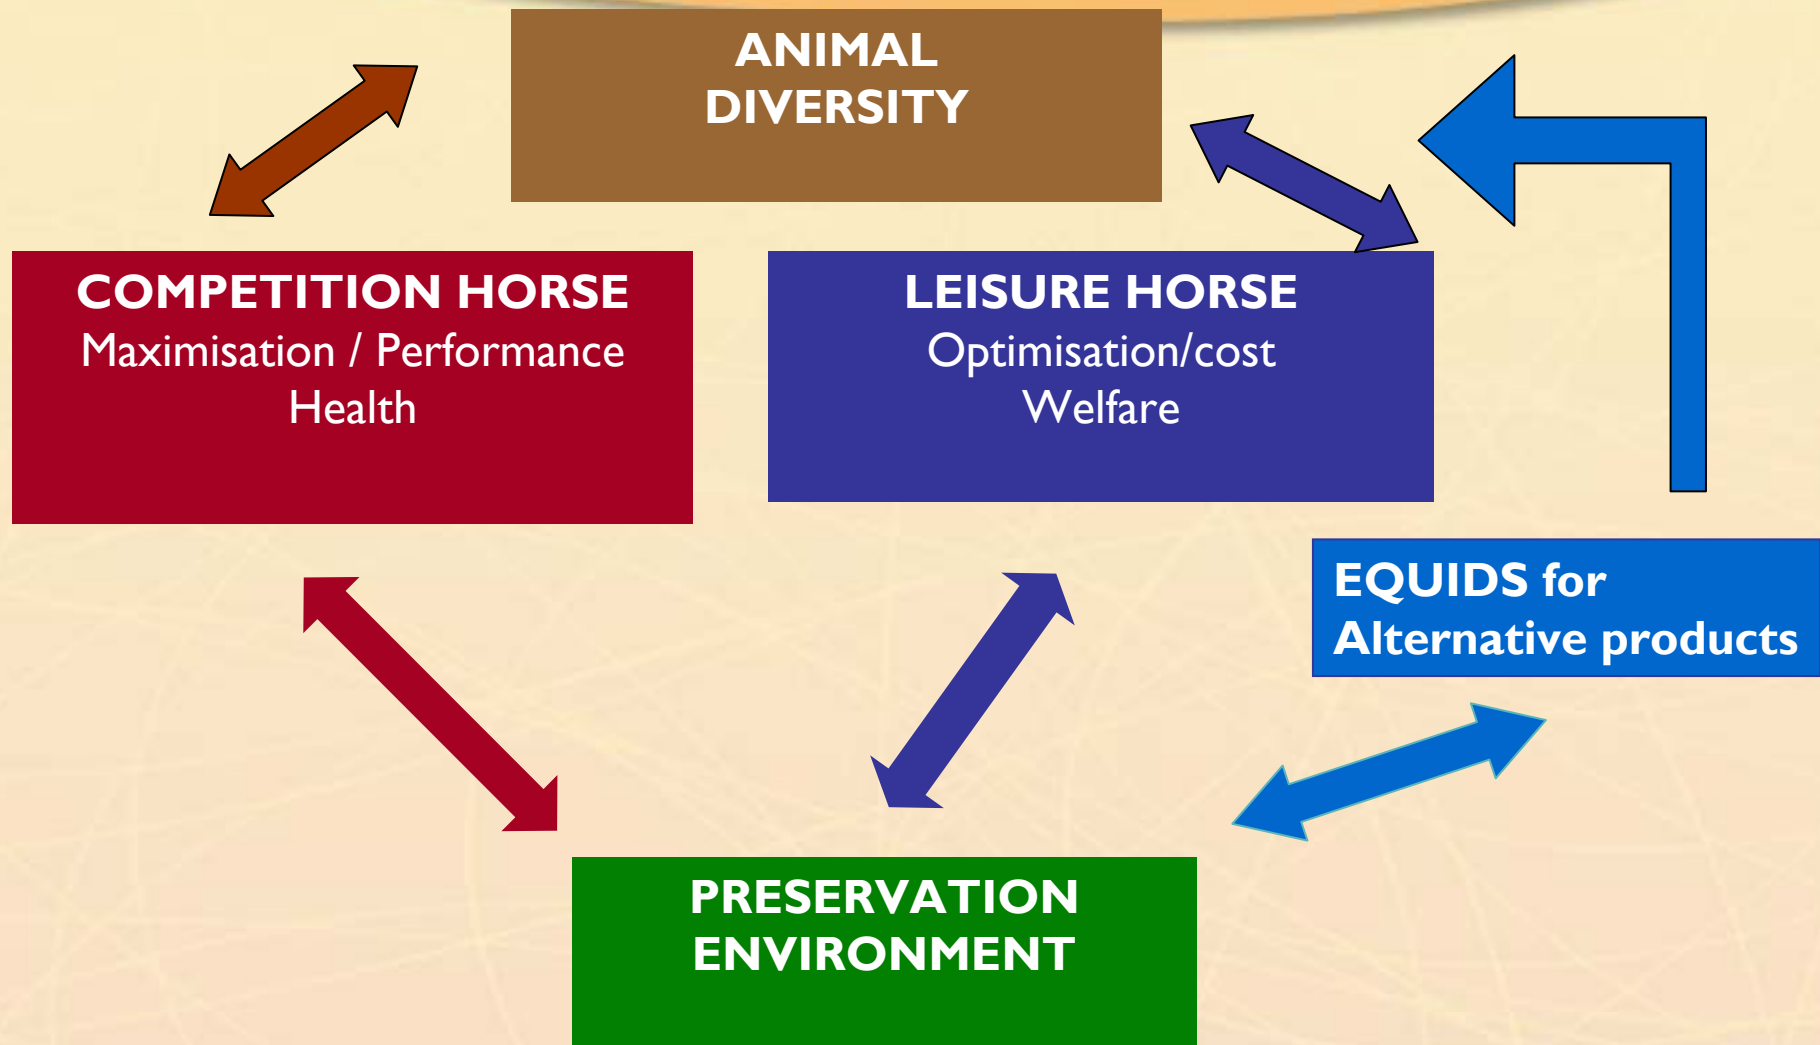 ANIMAL
DIVERSITY
COMPETITION HORSE
Maximisation / Performance
Health
LEISURE HORSE
Optimisation/cost
Welfare
EQUIDS for
Alternative products
PRESERVATION
ENVIRONMENT